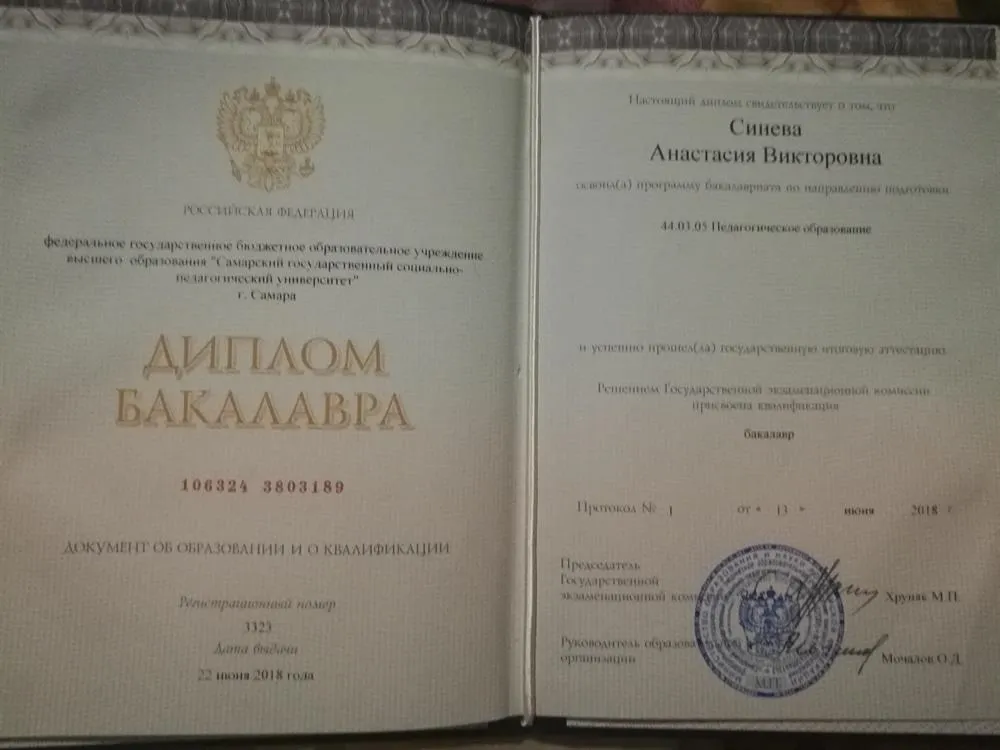 РОССИЙСКАЯ ФЕДЕРАЦИЯ
федеральное государственное бюджетное образовательное учреждение
высшего образования "Самарский государственный социально-
педагогический университет"
г. Самара
ДИПЛОМ
БАКАЛАВРА
106324 3803189
ДОКУМЕНТ ОБ ОБРАЗОВАНИИ И О КВАЛИФИКАЦИИ
Регистрационный номер
3323
Дата выдачи
22 июня 2018 года
Настоящий диплом свидетельствует о том, что
Синева
Анастасия Викторовна
освоил(а) программу бакалавриата по направлению подготовки
44.03.05 Педагогическое образование
и успешно прошел(ла) государственную итоговую аттестацию
Решением Государственной экзаменационной комиссии
присвоена квалификация
бакалавр
Протокол № 1 от « 13 » июня 2018 г.
Председатель
Государственной
экзаменационной Хруняк М.П.
Руководитель
организации Мочалов О.Д.
М.П.